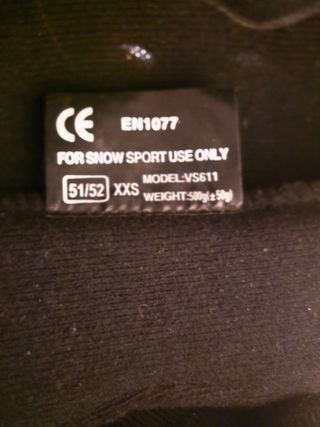 CE EN1077
FOR SNOW SPORT USE ONLY
51/52 XXS MODEL:VS611
WEIGHT:500g(±50g)